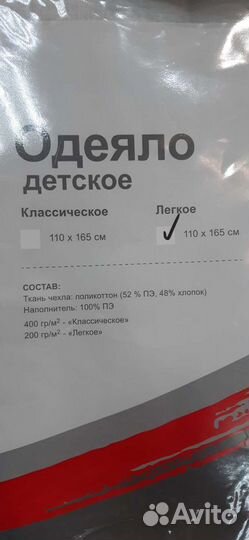 Одеяло
детское
Классическое Легкое
110 х 165 см 110 х 165 см
СОСТАВ:
Ткань чехла: поликоттон (52 % ПЭ, 48% хлопок)
Наполнитель: 100% ПЭ
400 гр/м² - «Классическое»
200 гр/м² - «Легкое»
Avito